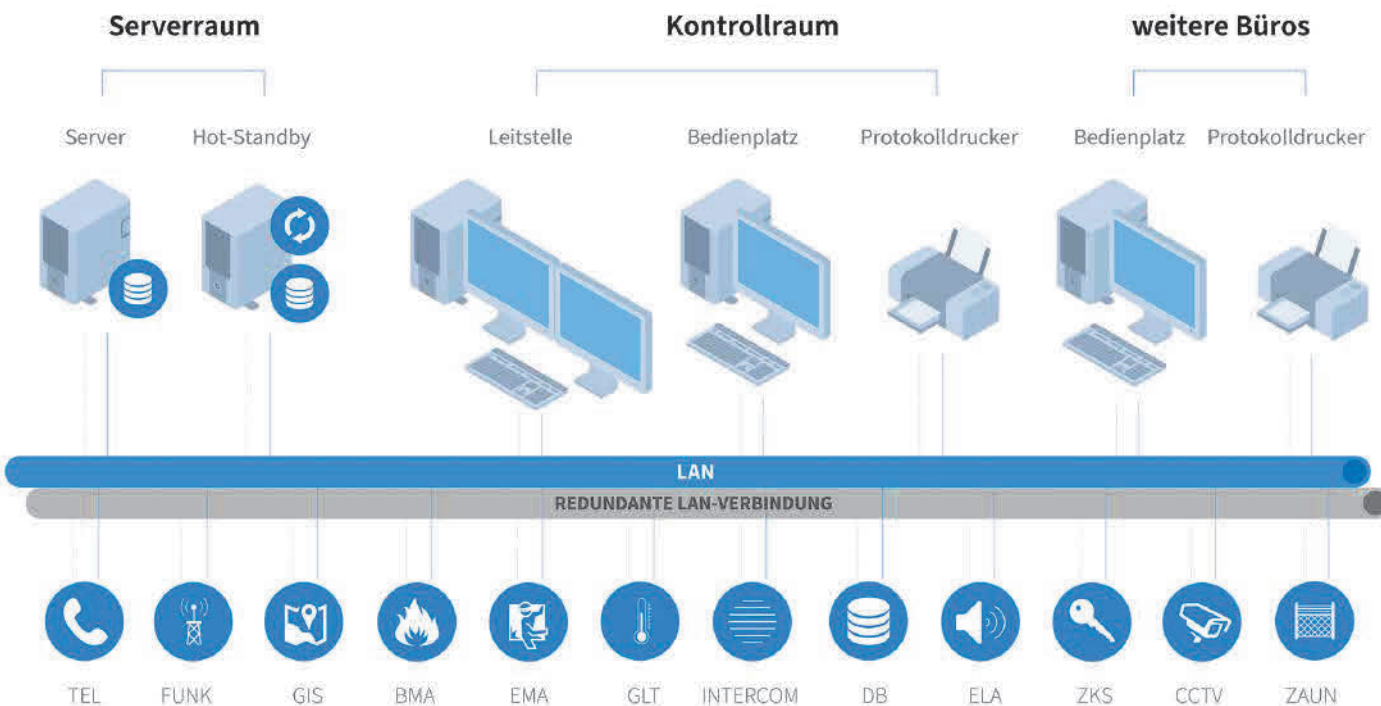 Serverraum
Kontrollraum
weitere Büros
Server
Hot-Standby
Leitstelle
Bedienplatz
Protokolldrucker
Bedienplatz
Protokolldrucker
LAN
REDUNDANTE LAN-VERBINDUNG
TEL
FUNK
GIS
BMA
EMA
GLT
INTERCOM
DB
ELA
ZKS
CCTV
ZAUN